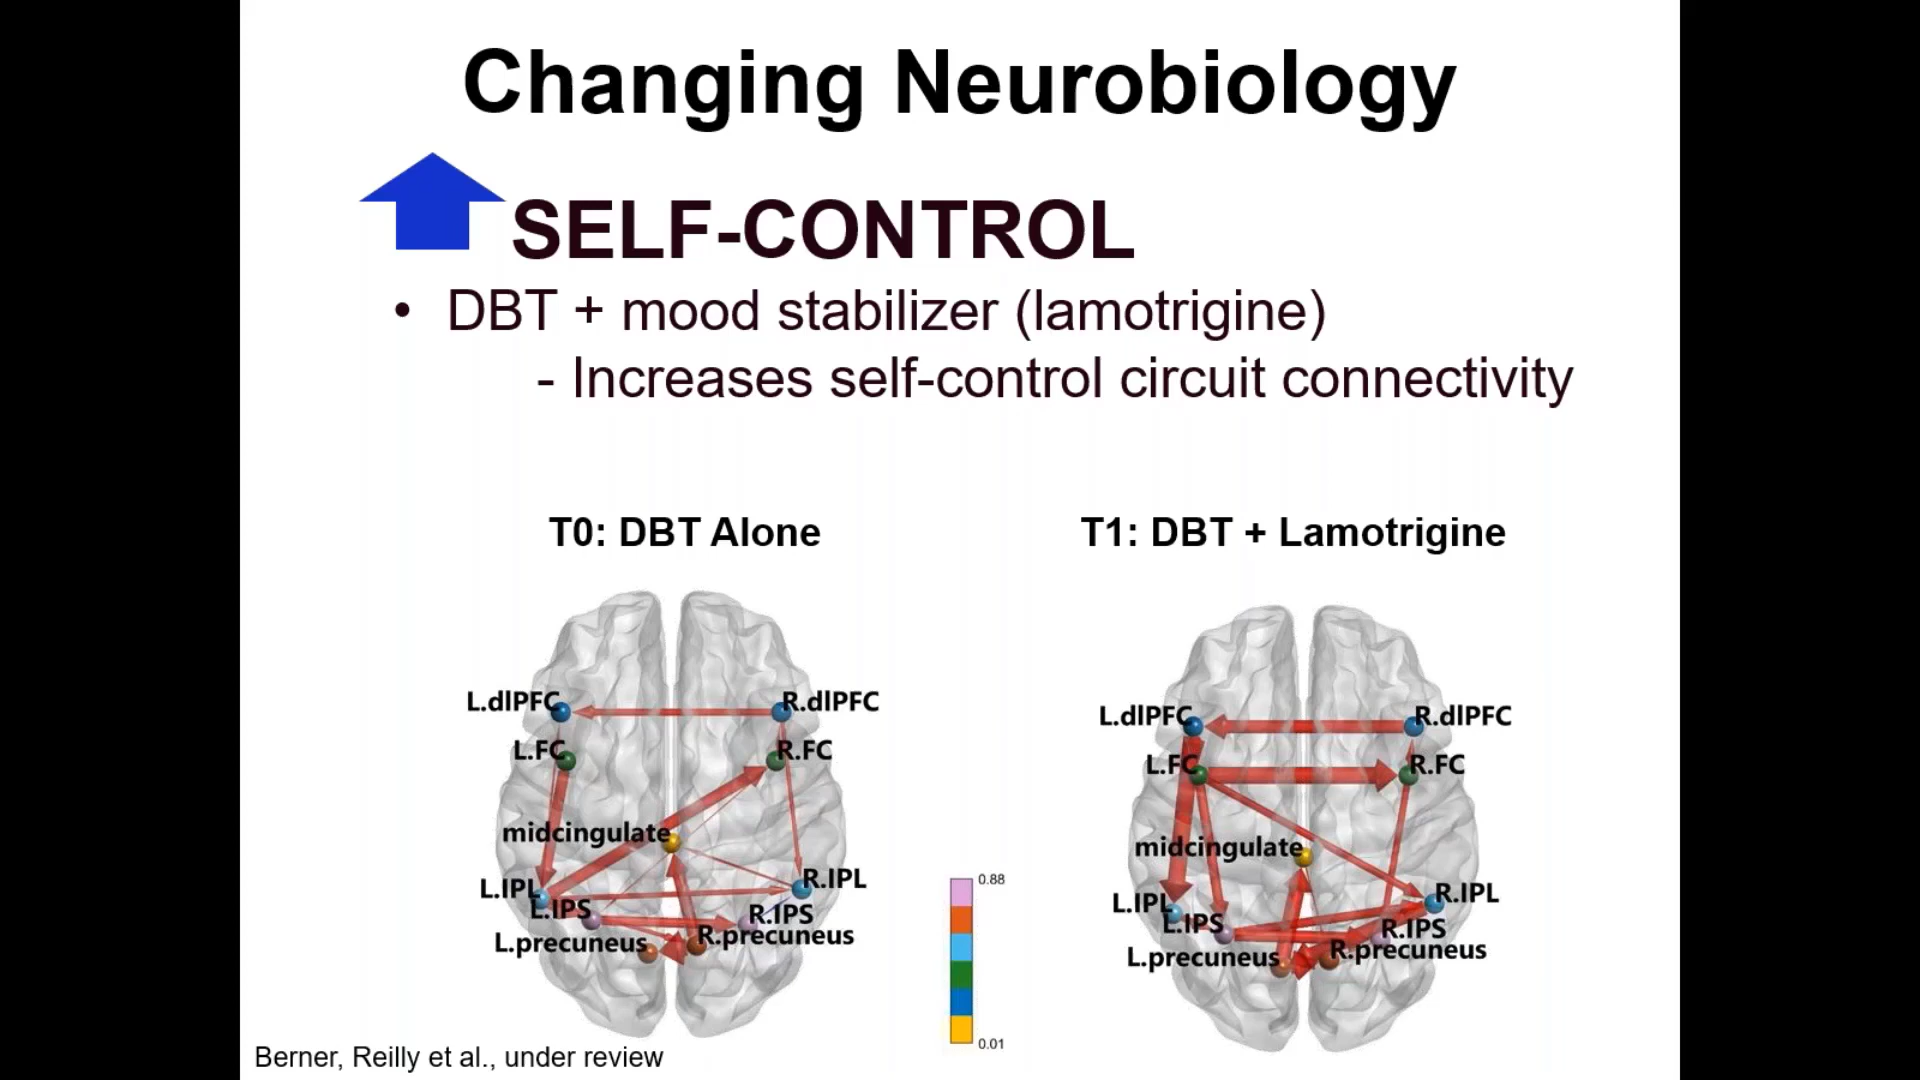 Changing Neurobiology
SELF-CONTROL
• DBT + mood stabilizer (lamotrigine)
- Increases self-control circuit connectivity
T0: DBT Alone
T1: DBT + Lamotrigine
L.dlPFC
R.dlPFC
L.FC
R.FC
midcingulate
L.IPL
R.IPL
L.IPS
R.IPS
L.precuneus
R.precuneus
0.88
0.01
L.dlPFC
R.dlPFC
L.FC
R.FC
midcingulate
L.IPL
R.IPL
L.IPS
R.IPS
L.precuneus
R.precuneus
Berner, Reilly et al., under review